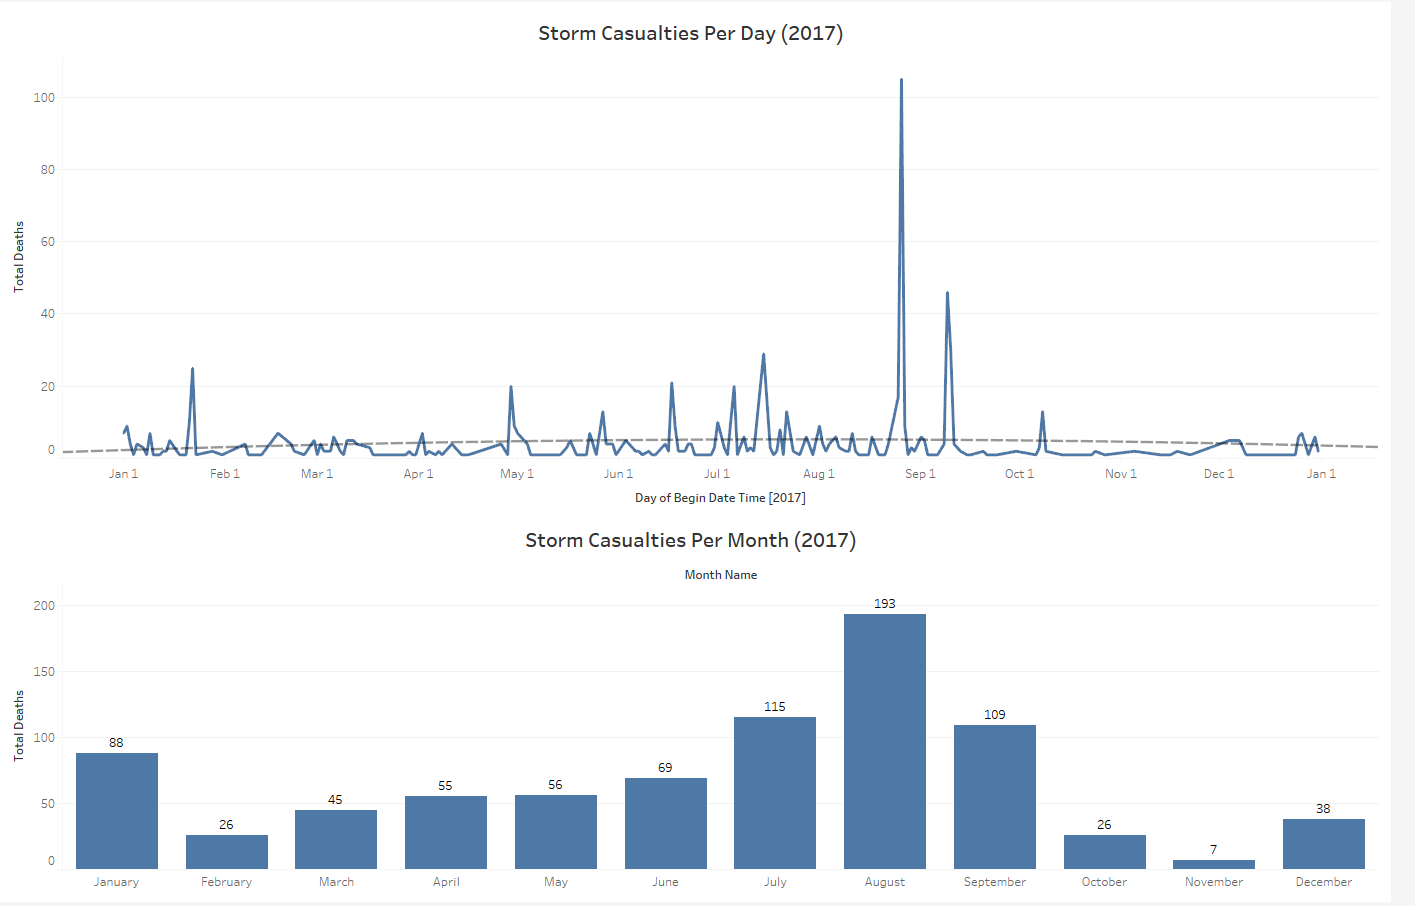 Storm Casualties Per Day (2017)
100
80
60
40
20
0
Total Deaths
Jan 1 Feb 1 Mar 1 Apr 1 May 1 Jun 1 Jul 1 Aug 1 Sep 1 Oct 1 Nov 1 Dec 1 Jan 1
Day of Begin Date Time [2017]
Storm Casualties Per Month (2017)
Month Name
200
150
100
50
0
Total Deaths
88 26 45 55 56 69 115 193 109 26 7 38
January February March April May June July August September October November December